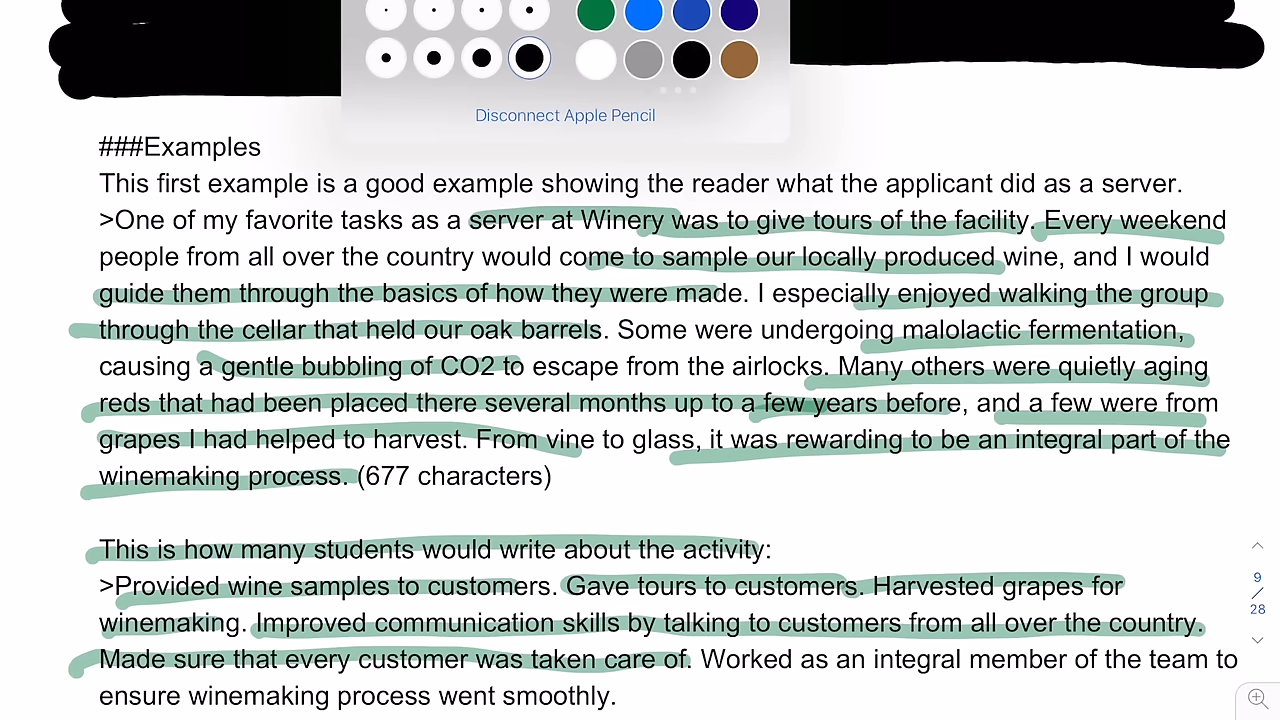 Disconnect Apple Pencil
###Examples
This first example is a good example showing the reader what the applicant did as a server.
>One of my favorite tasks as a server at Winery was to give tours of the facility. Every weekend
people from all over the country would come to sample our locally produced wine, and I would
guide them through the basics of how they were made. I especially enjoyed walking the group
through the cellar that held our oak barrels. Some were undergoing malolactic fermentation,
causing a gentle bubbling of CO2 to escape from the airlocks. Many others were quietly aging
reds that had been placed there several months up to a few years before, and a few were from
grapes I had helped to harvest. From vine to glass, it was rewarding to be an integral part of the
winemaking process. (677 characters)
This is how many students would write about the activity:
>Provided wine samples to customers. Gave tours to customers. Harvested grapes for
winemaking. Improved communication skills by talking to customers from all over the country.
Made sure that every customer was taken care of. Worked as an integral member of the team to
ensure winemaking process went smoothly.
9
/
28